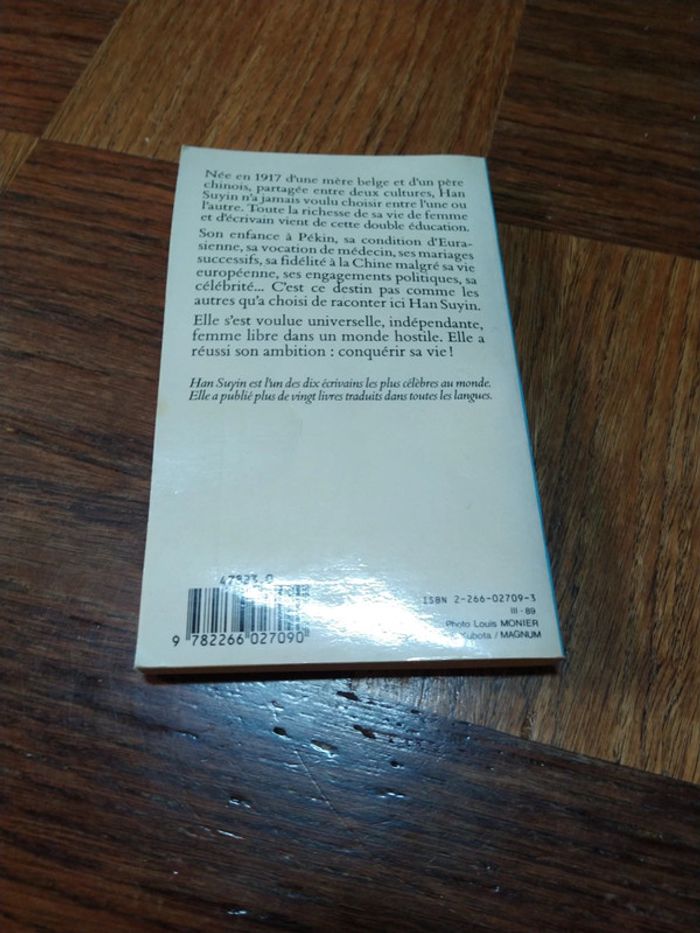 Née en 1917 d'une mère belge et d'un père
chinois, partagée entre deux cultures, Han
Suyin n'a jamais voulu choisir entre l'une ou
l'autre. Toute la richesse de sa vie de femme
et d'écrivain vient de cette double éducation.
Son enfance à Pékin, sa condition d'Eura-
sienne, sa vocation de médecin, ses mariages
successifs, sa fidélité à la Chine malgré sa vie
européenne, ses engagements politiques, sa
célébrité... C'est ce destin pas comme les
autres qu'a choisi de raconter ici Han Suyin.
Elle s'est voulue universelle, indépendante,
femme libre dans un monde hostile. Elle a
réussi son ambition : conquérir sa vie !
Han Suyin est l'un des dix écrivains les plus célèbres au monde.
Elle a publié plus de vingt livres traduits dans toutes les langues.
9 782266 027090
ISBN 2-266-02709-3
III - 89
Photo Louis MONIER
Kubota / MAGNUM